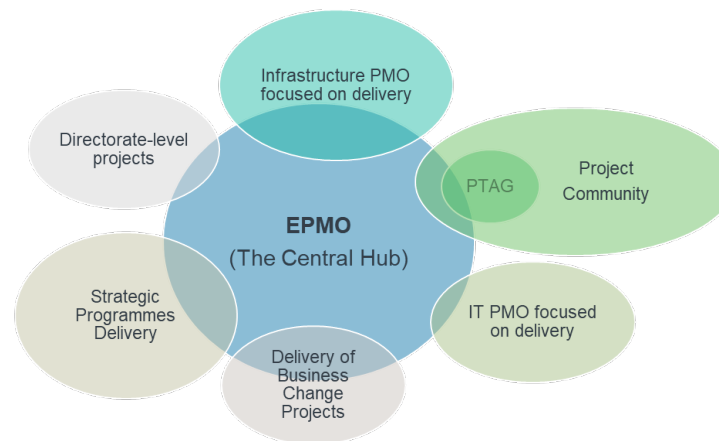 Infrastructure PMO
focused on delivery
Directorate-level
projects
PTAG
Project
Community
EPMO
(The Central Hub)
Strategic
Programmes
Delivery
IT PMO focused
on delivery
Delivery of
Business
Change
Projects